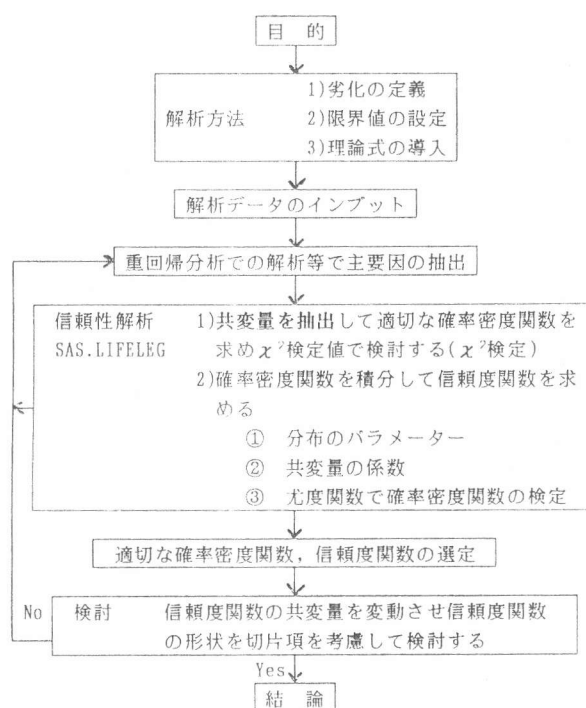 目　的
1)劣化の定義
解析方法　2)限界値の設定
3)理論式の導入
解析データのインプット
重回帰分析での解析等で主要因の抽出
信頼性解析　1)共変量を抽出して適切な確率密度関数を
SAS.LIFELEG　求めχ²検定値で検討する(χ²検定)
2)確率密度関数を積分して信頼度関数を求
める
①　分布のパラメーター
②　共変量の係数
③　尤度関数で確率密度関数の検定
適切な確率密度関数，信頼度関数の選定
No　検討　信頼度関数の共変量を変動させ信頼度関数
の形状を切片項を考慮して検討する
Yes
結　論